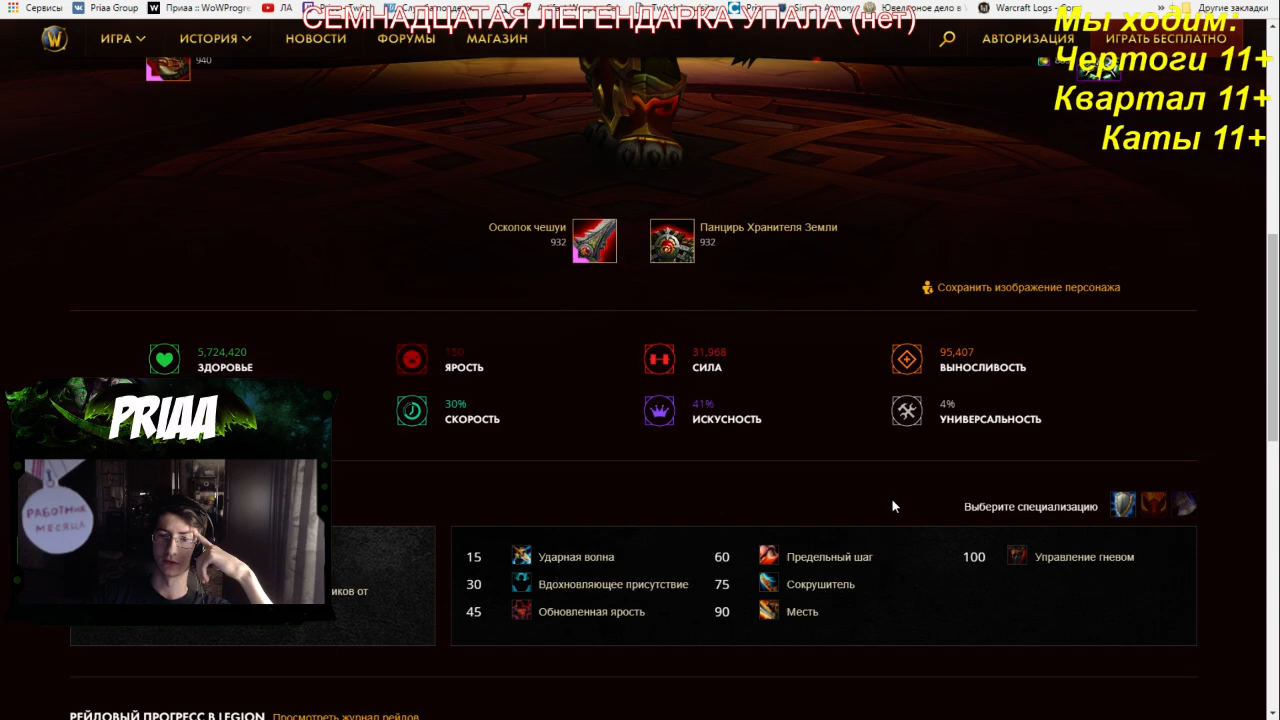 Сервисы Priaa Group Приаа :: WoWProgre ЛА Warcraft Logs - Com » Другие закладки
СЕМНАДЦАТАЯ ЛЕГЕНДАРКА УПАЛА (нет)
Мы ходим:
ИГРА ИСТОРИЯ НОВОСТИ ФОРУМЫ МАГАЗИН АВТОРИЗАЦИЯ ИГРАТЬ БЕСПЛАТНО
Чертоги 11+
940
Квартал 11+
Каты 11+
Осколок чешуи
932
Панцирь Хранителя Земли
932
Сохранить изображение персонажа
5,724,420
ЗДОРОВЬЕ
150
ЯРОСТЬ
31,968
СИЛА
95,407
ВЫНОСЛИВОСТЬ
30%
СКОРОСТЬ
41%
ИСКУСНОСТЬ
4%
УНИВЕРСАЛЬНОСТЬ
PRIAA
РАБОТНИК
МЕСЯЦА
Выберите специализацию
15 Ударная волна 60 Предельный шаг 100 Управление гневом
30 Вдохновляющее присутствие 75 Сокрушитель
иков от
45 Обновленная ярость 90 Месть
РЕЙДОВЫЙ ПРОГРЕСС В LEGION Просмотреть журнал рейдов